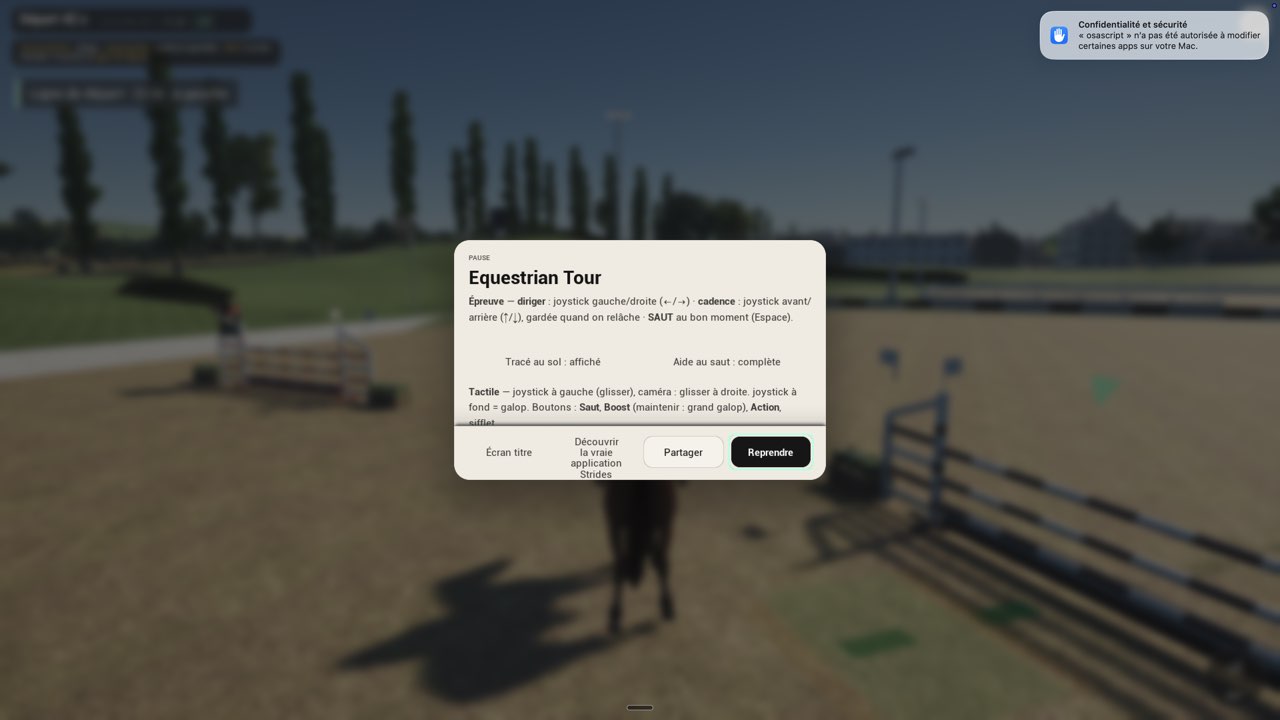 Confidentialité et sécurité
« osascript » n'a pas été autorisée à modifier
certaines apps sur votre Mac.
PAUSE
Equestrian Tour
Épreuve — diriger : joystick gauche/droite (←/→) · cadence : joystick avant/
arrière (↑/↓), gardée quand on relâche · SAUT au bon moment (Espace).
Tracé au sol : affiché
Aide au saut : complète
Tactile — joystick à gauche (glisser), caméra : glisser à droite. joystick à
fond = galop. Boutons : Saut, Boost (maintenir : grand galop), Action,
sifflet
Écran titre
Découvrir
la vraie
application
Strides
Partager
Reprendre